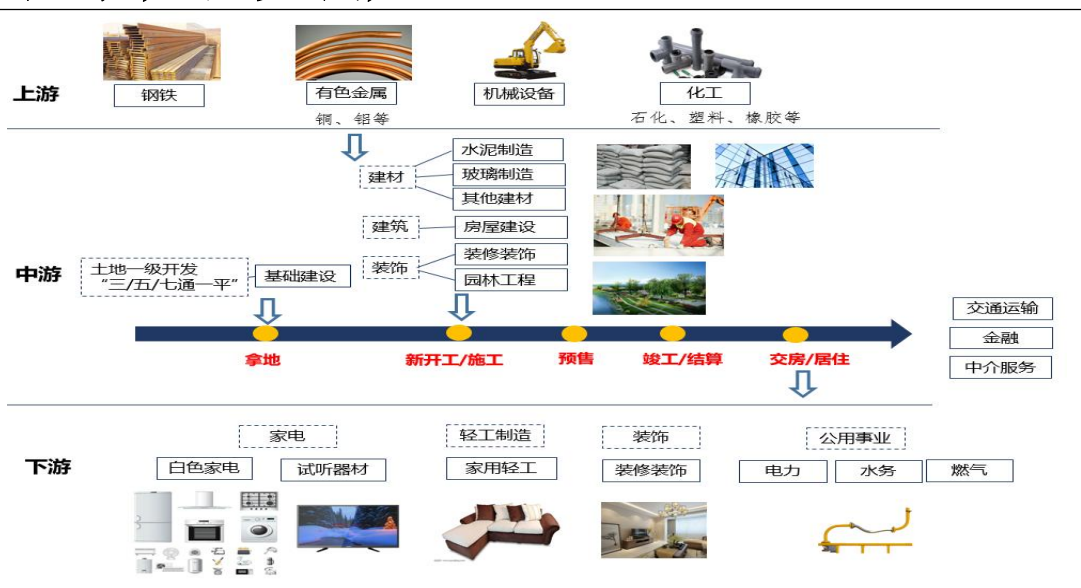 上游
钢铁
有色金属
机械设备
化工
铜、铝等
石化、塑料、橡胶等
建材
水泥制造
玻璃制造
其他建材
建筑
房屋建设
装饰
装修装饰
园林工程
中游
土地一级开发
“三/五/七通一平”
基础建设
拿地
新开工/施工
预售
竣工/结算
交房/居住
交通运输
金融
中介服务
下游
家电
轻工制造
装饰
公用事业
白色家电
试听器材
家用轻工
装修装饰
电力
水务
燃气